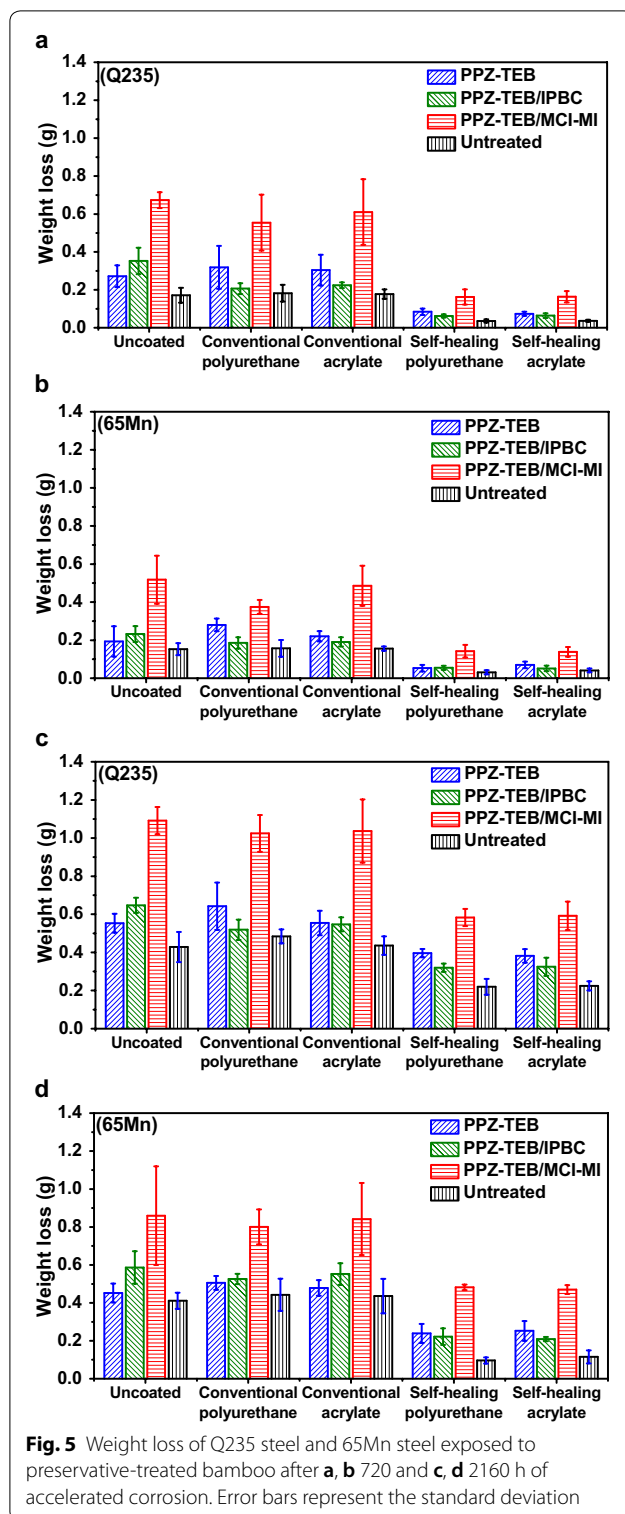 a
(Q235)
PPZ-TEB
PPZ-TEB/IPBC
PPZ-TEB/MCI-MI
Untreated
Weight loss (g)
1.4
1.2
1.0
0.8
0.6
0.4
0.2
0.0
Uncoated
Conventional polyurethane
Conventional acrylate
Self-healing polyurethane
Self-healing acrylate
b
(65Mn)
PPZ-TEB
PPZ-TEB/IPBC
PPZ-TEB/MCI-MI
Untreated
Weight loss (g)
1.4
1.2
1.0
0.8
0.6
0.4
0.2
0.0
Uncoated
Conventional polyurethane
Conventional acrylate
Self-healing polyurethane
Self-healing acrylate
c
(Q235)
PPZ-TEB
PPZ-TEB/IPBC
PPZ-TEB/MCI-MI
Untreated
Weight loss (g)
1.4
1.2
1.0
0.8
0.6
0.4
0.2
0.0
Uncoated
Conventional polyurethane
Conventional acrylate
Self-healing polyurethane
Self-healing acrylate
d
(65Mn)
PPZ-TEB
PPZ-TEB/IPBC
PPZ-TEB/MCI-MI
Untreated
Weight loss (g)
1.4
1.2
1.0
0.8
0.6
0.4
0.2
0.0
Uncoated
Conventional polyurethane
Conventional acrylate
Self-healing polyurethane
Self-healing acrylate
Fig. 5 Weight loss of Q235 steel and 65Mn steel exposed to
preservative-treated bamboo after a, b 720 and c, d 2160 h of
accelerated corrosion. Error bars represent the standard deviation